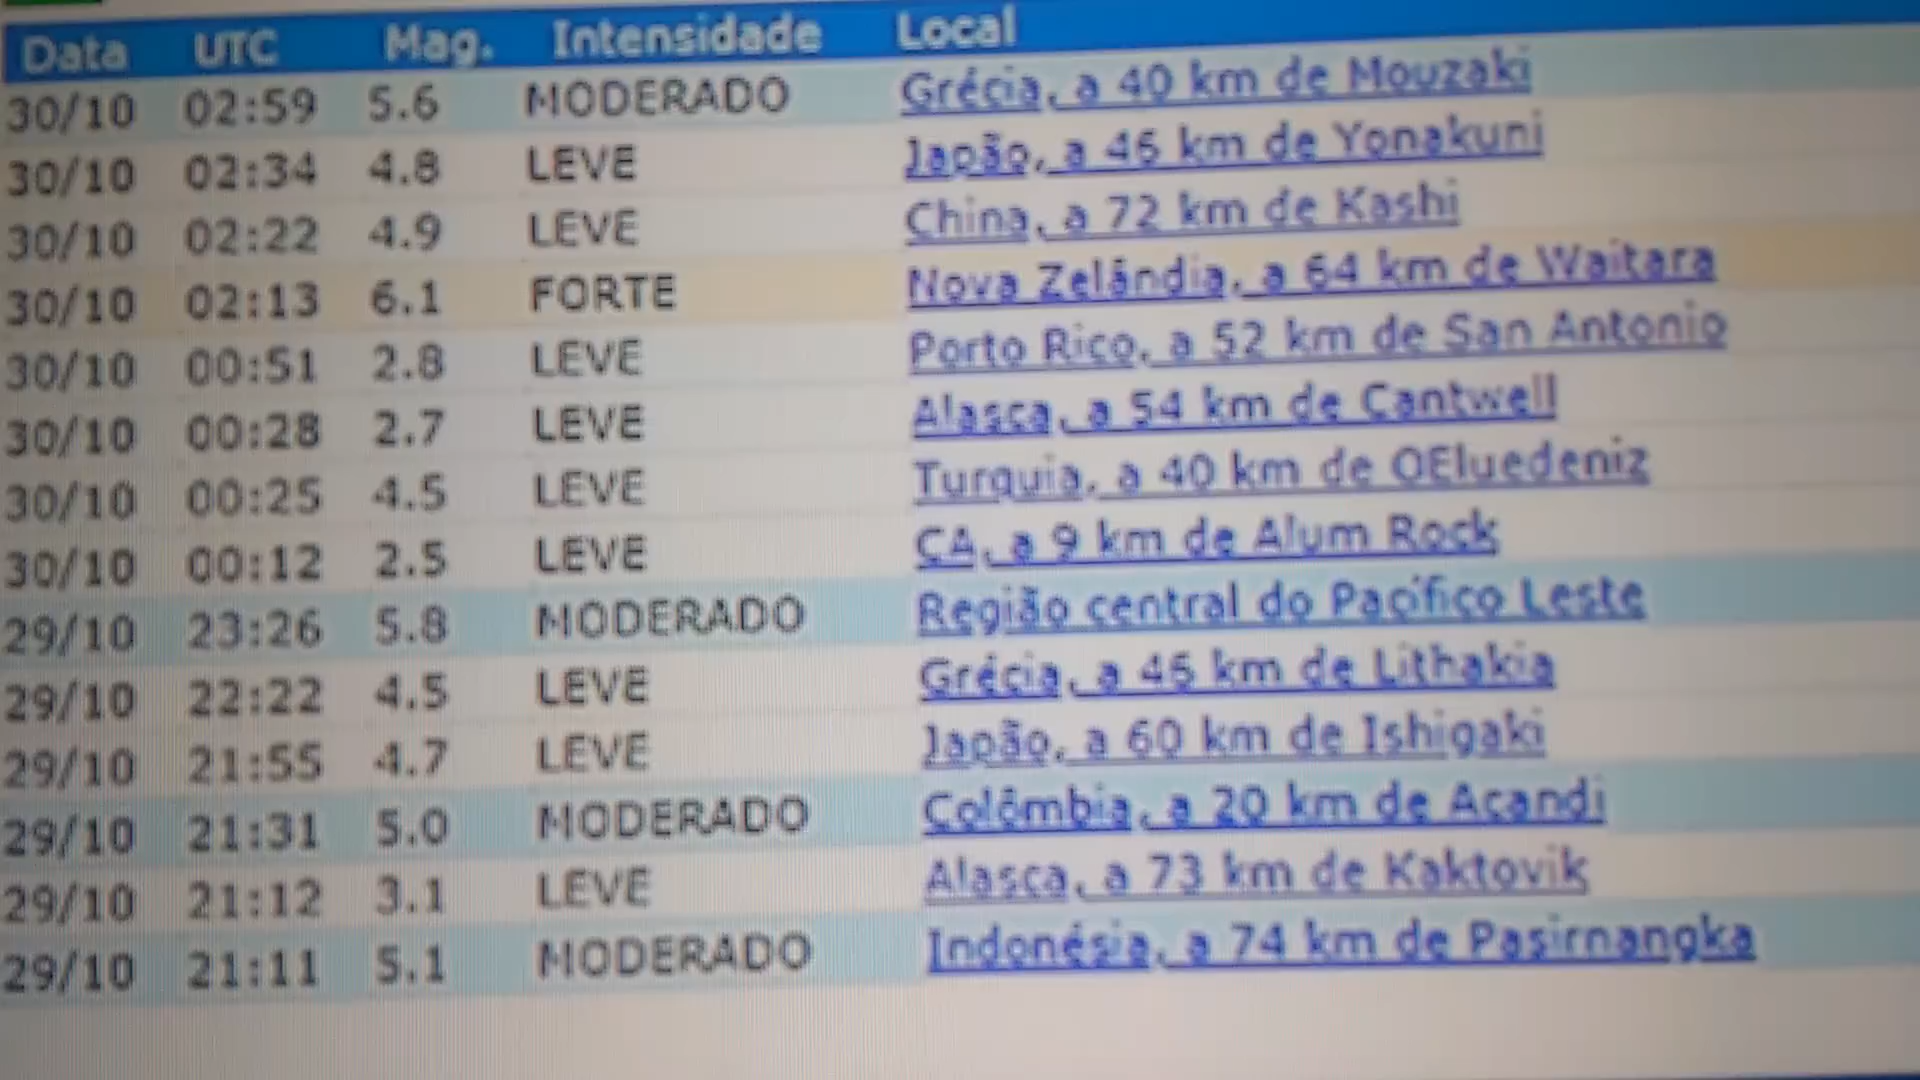 Data UTC Mag. Intensidade Local
30/10 02:59 5.6 MODERADO Grécia, a 40 km de Mouzaki
30/10 02:34 4.8 LEVE Japão, a 46 km de Yonakuni
30/10 02:22 4.9 LEVE China, a 72 km de Kashi
30/10 02:13 6.1 FORTE Nova Zelândia, a 64 km de Waitara
30/10 00:51 2.8 LEVE Porto Rico, a 52 km de San Antonio
30/10 00:28 2.7 LEVE Alasca, a 54 km de Cantwell
30/10 00:25 4.5 LEVE Turquia, a 40 km de OEluedeniz
30/10 00:12 2.5 LEVE CA, a 9 km de Alum Rock
29/10 23:26 5.8 MODERADO Região central do Pacífico Leste
29/10 22:22 4.5 LEVE Grécia, a 46 km de Lithakia
29/10 21:55 4.7 LEVE Japão, a 60 km de Ishigaki
29/10 21:31 5.0 MODERADO Colômbia, a 20 km de Acandi
29/10 21:12 3.1 LEVE Alasca, a 73 km de Kaktovik
29/10 21:11 5.1 MODERADO Indonésia, a 74 km de Pasirnangka